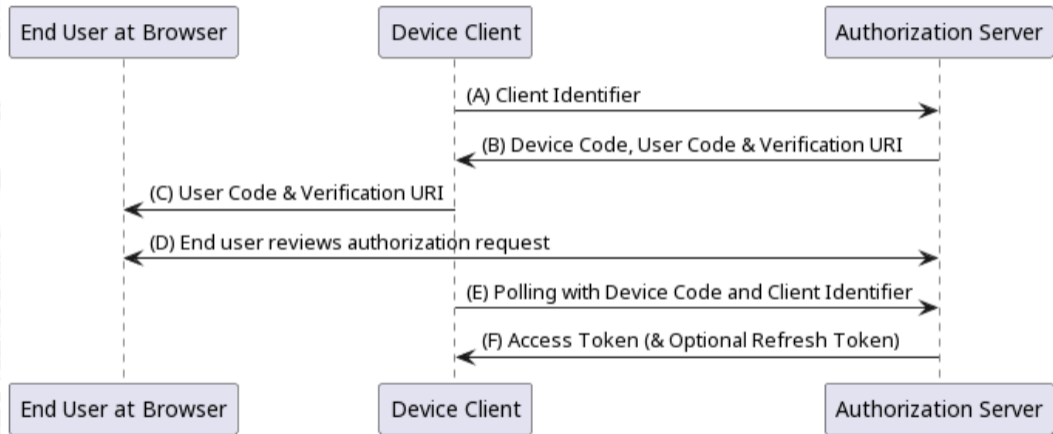 End User at Browser
Device Client
Authorization Server
(A) Client Identifier
(B) Device Code, User Code & Verification URI
(C) User Code & Verification URI
(D) End user reviews authorization request
(E) Polling with Device Code and Client Identifier
(F) Access Token (& Optional Refresh Token)
End User at Browser
Device Client
Authorization Server